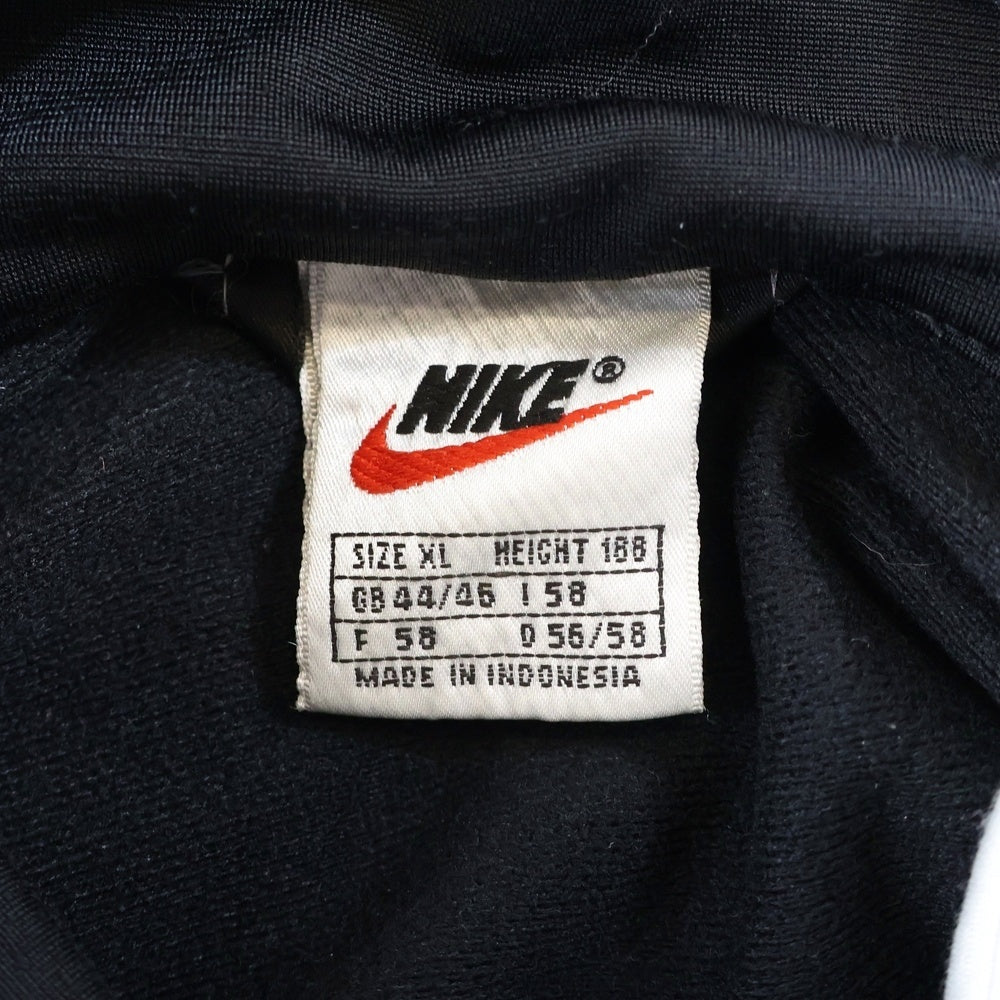 NIKE®
SIZE XL HEIGHT 188
GB 44/46 I 58
F 58 D 56/58
MADE IN INDONESIA